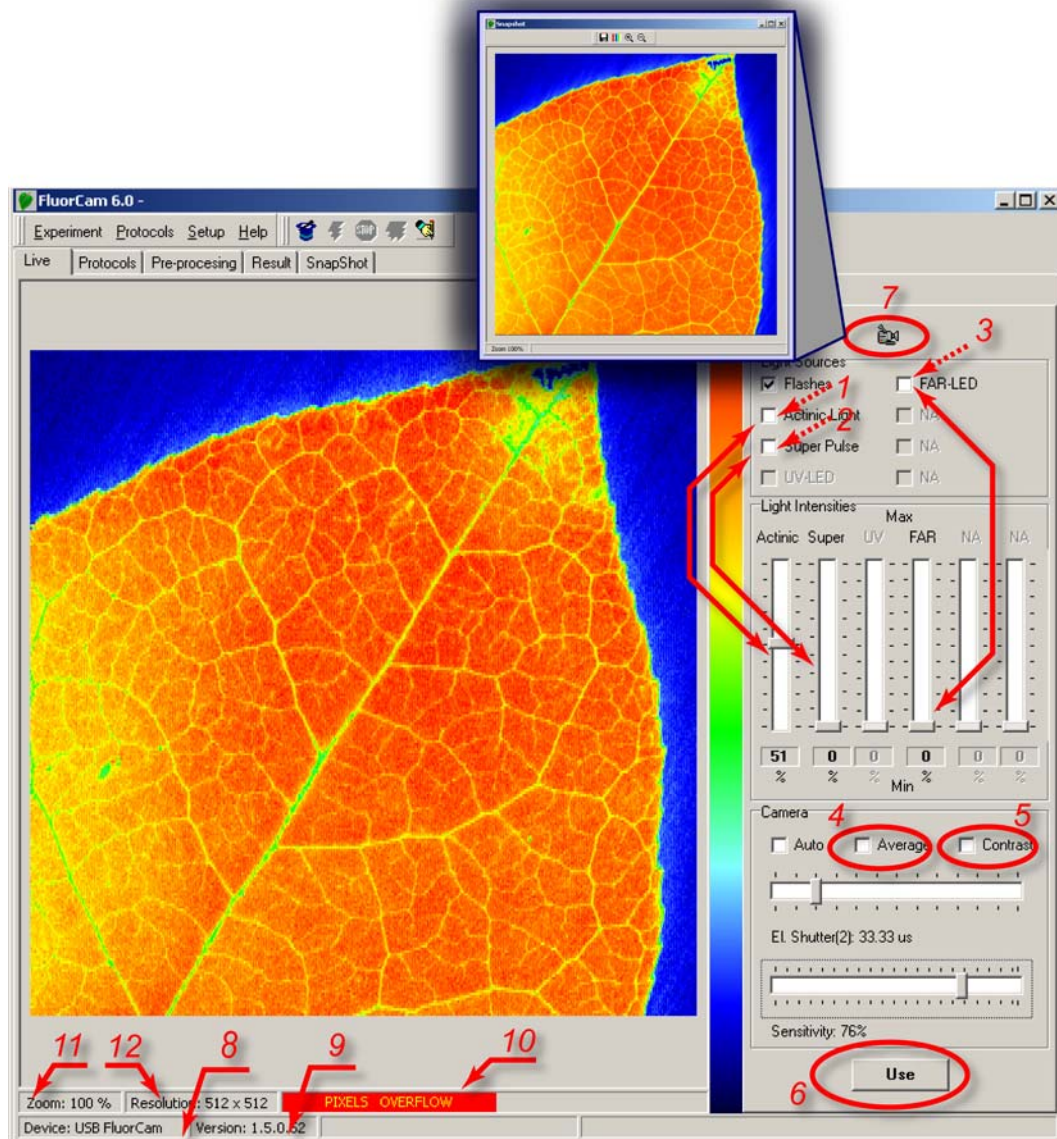 Snapshot
Zoom 100%
FluorCam 6.0 -
Experiment Protocols Setup Help STOP
Live Protocols Pre-procesing Result SnapShot
7
3
Light Sources
Flashes FAR-LED
1
Actinic Light NA
2
Super Pulse NA
UV-LED NA
Light Intensities
Max
Actinic Super UV FAR NA NA
51 0 0 0 0 0
% % % % % %
Min
Camera
4 5
Auto Average Contrast
El. Shutter(2): 33.33 us
Sensitivity: 76%
6
Use
11 12 8 9 10
Zoom: 100 % Resolution: 512 x 512 PIXELS OVERFLOW
Device: USB FluorCam Version: 1.5.0.52